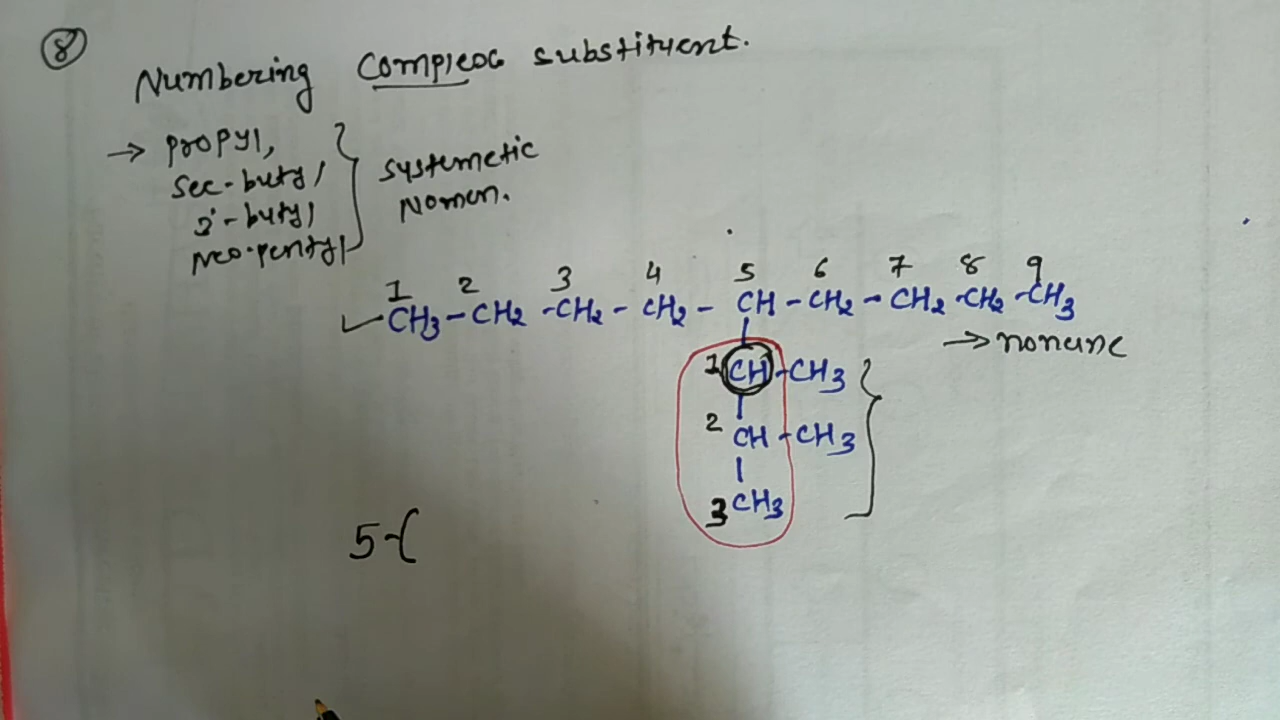 8
Numbering Complex substituent.
→ propyl,
sec-butyl
3°-butyl
neo-pentyl
systemetic
Nomen.
1 2 3 4 5 6 7 8 9
CH3-CH2-CH2-CH2-CH-CH2-CH2-CH2-CH3
→ nonane
1 CH-CH3
2 CH-CH3
3 CH3
5-(